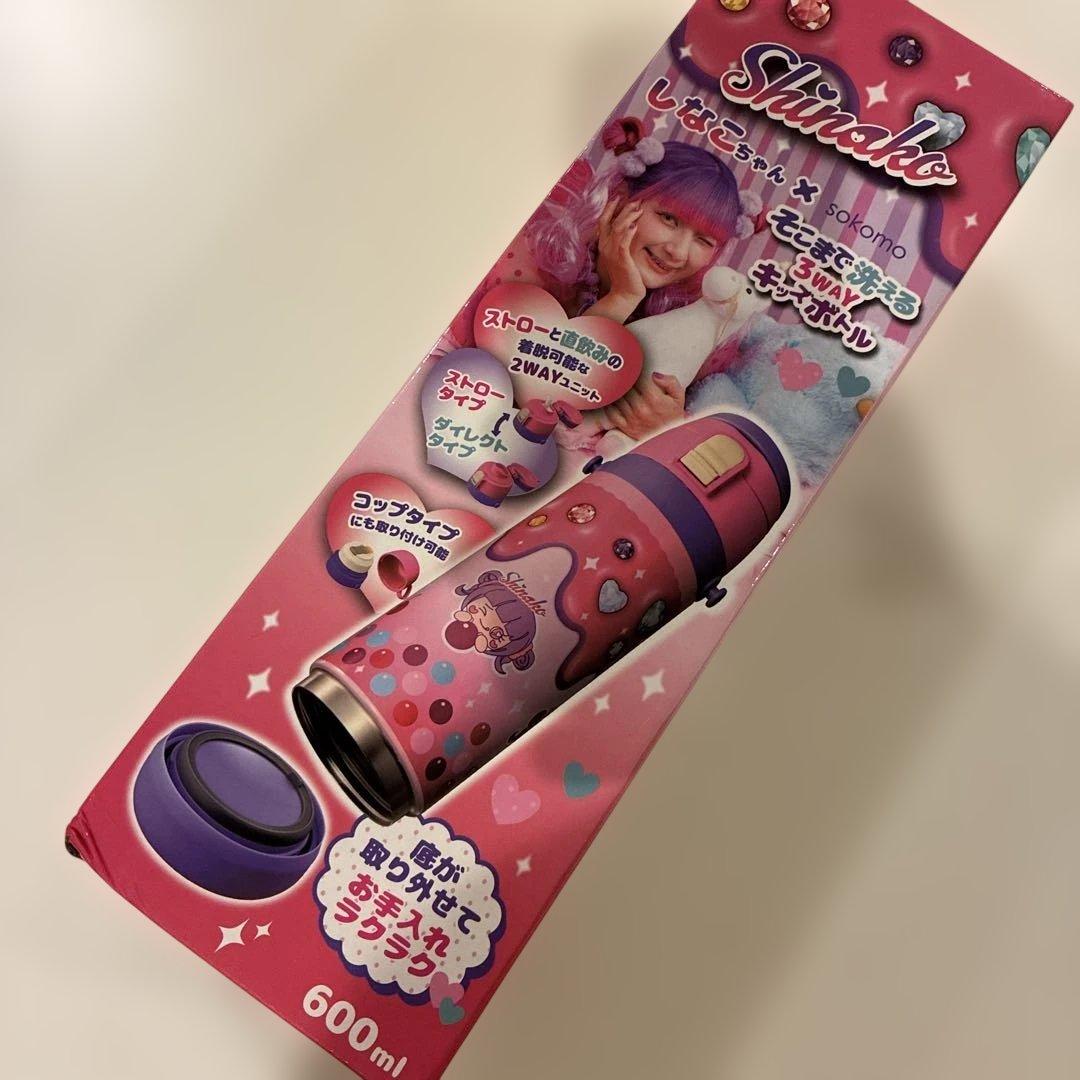 Shinako
しなこちゃん × sokomo
そこまで洗える
3WAY
キッズボトル
ストローと直飲みの
着脱可能な
2WAYユニット
ストロー
タイプ
ダイレクト
タイプ
コップタイプ
にも取り付け可能
Shinako
底が
取り外せて
お手入れ
ラクラク
600ml